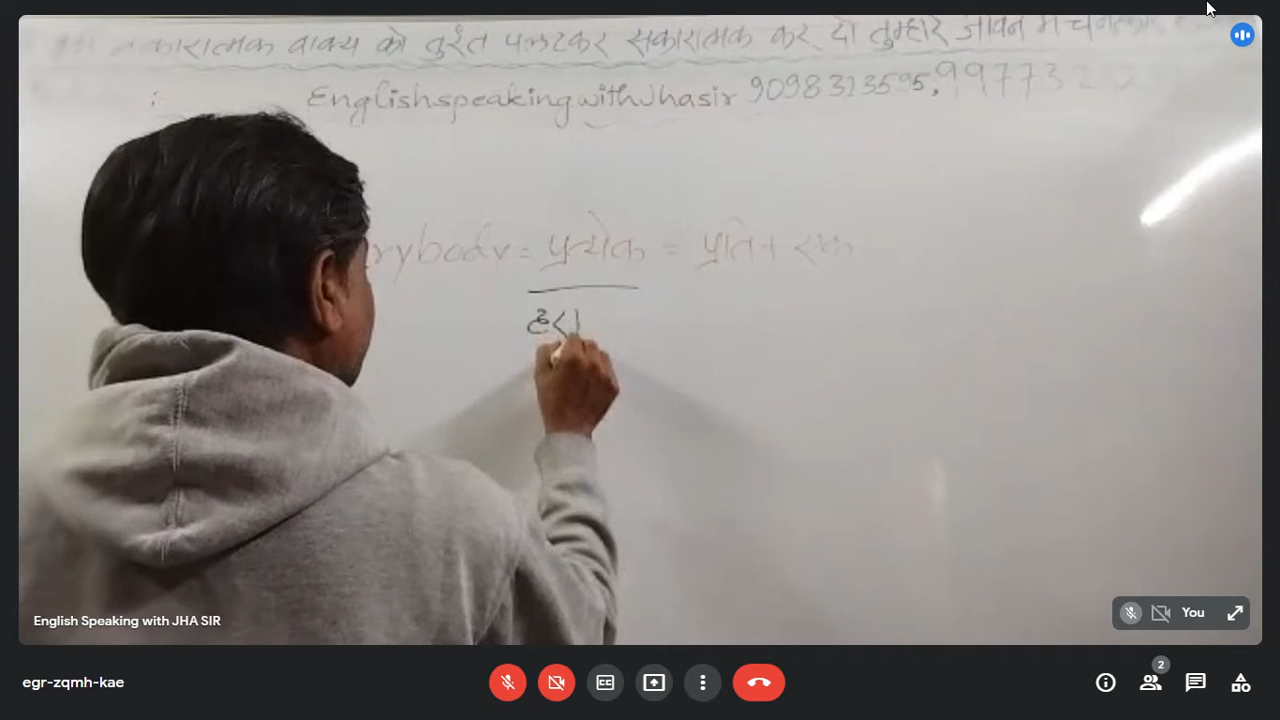 नकारात्मक वाक्य को तुरंत पलटकर सकारात्मक कर दो तुम्हारे जीवन में
EnglishspeakingwithJhasir 9098313595,
rybody = प्रत्येक = प्रति + एक
English Speaking with JHA SIR
You
egr-zqmh-kae
CC
2